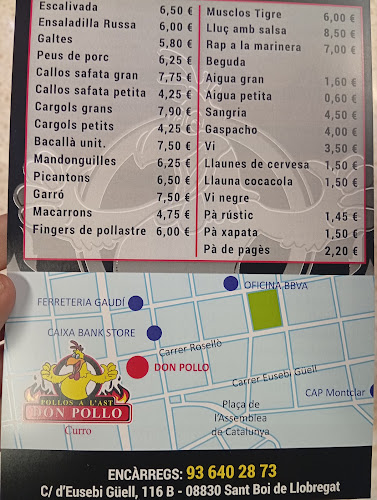 Escalivada 6,50 €
Ensaladilla Russa 6,00 €
Galtes 5,80 €
Peus de porc 6,25 €
Callos safata gran 7,75 €
Callos safata petita 4,25 €
Cargols grans 7,90 €
Cargols petits 4,25 €
Bacallà unit. 7,50 €
Mandonguilles 6,25 €
Picantons 6,50 €
Garró 7,50 €
Macarrons 4,75 €
Fingers de pollastre 6,00 €
Musclos Tigre 6,00 €
Lluç amb salsa 8,50 €
Rap a la marinera 7,00 €
Beguda
Aigua gran 1,60 €
Aigua petita 0,60 €
Sangria 4,50 €
Gaspacho 4,00 €
Vi 3,50 €
Llaunes de cervesa 1,50 €
Llauna cocacola 1,50 €
Vi negre
Pà rústic 1,45 €
Pà xapata 1,50 €
Pà de pagès 2,20 €
OFICINA BBVA
FERRETERÍA GAUDÍ
CAIXA BANK STORE
Carrer Rosselò
DON POLLO
Carrer Eusebi Güell
CAP Montclar
Plaça de
l'Assemblea
de Catalunya
POLLOS A L'AST
DON POLLO
Curro
ENCÀRREGS: 93 640 28 73
C/ d'Eusebi Güell, 116 B - 08830 Sant Boi de Llobregat